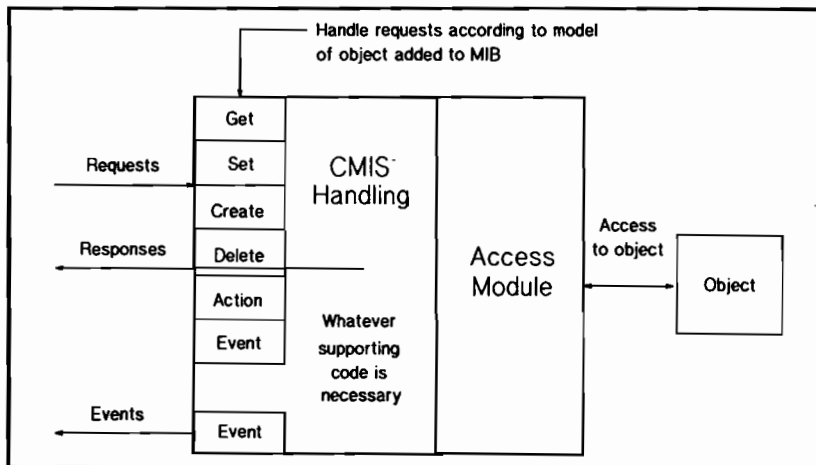 Handle requests according to model
of object added to MIB
Get
Set
Create
Delete
Action
Event
Event
Requests
Responses
Events
CMIS
Handling
Whatever
supporting
code is
necessary
Access
Module
Access
to object
Object